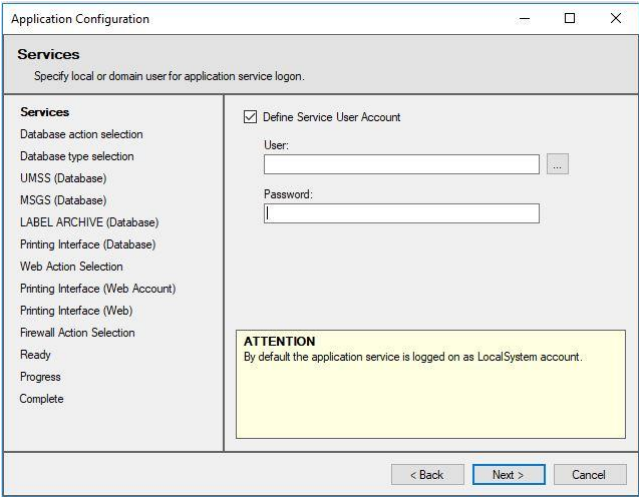 Application Configuration
Services
Specify local or domain user for application service logon.
Services
Database action selection
Database type selection
UMSS (Database)
MSGS (Database)
LABEL ARCHIVE (Database)
Printing Interface (Database)
Web Action Selection
Printing Interface (Web Account)
Printing Interface (Web)
Firewall Action Selection
Ready
Progress
Complete
Define Service User Account
User:
...
Password:
ATTENTION
By default the application service is logged on as LocalSystem account.
< Back
Next >
Cancel